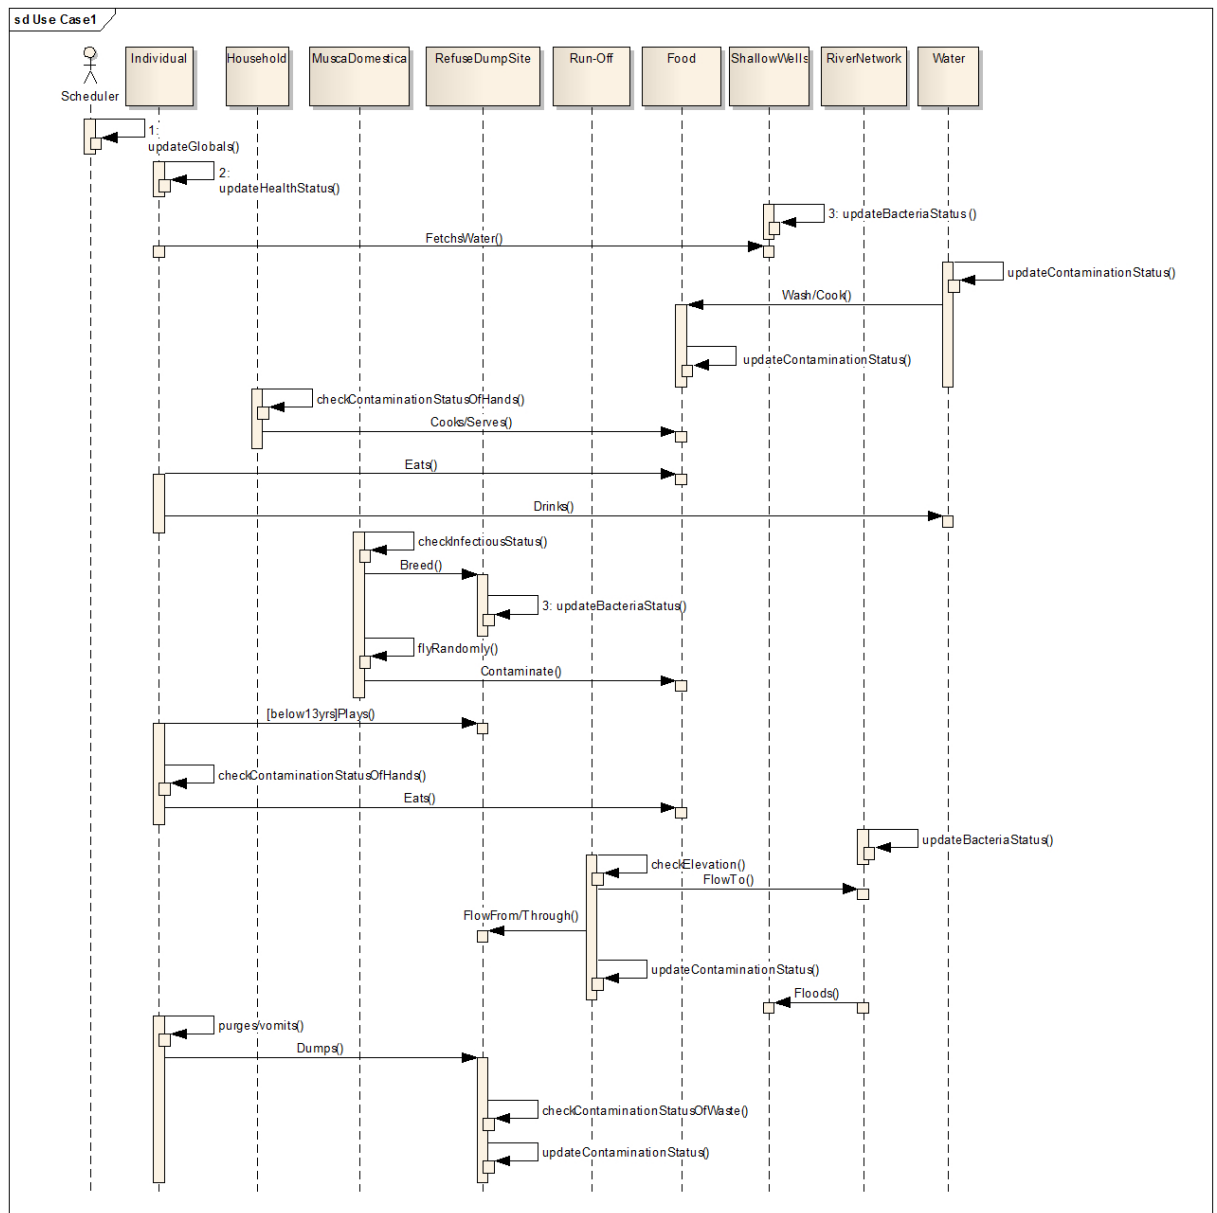 sd Use Case1
Scheduler
Individual
Household
MuscaDomestica
RefuseDumpSite
Run-Off
Food
ShallowWells
RiverNetwork
Water
1:
updateGlobals()
2:
updateHealthStatus()
3: updateBacteriaStatus ()
FetchsWater()
updateContaminationStatus()
Wash/Cook()
updateContaminationStatus()
checkContaminationStatusOfHands()
Cooks/Serves()
Eats()
Drinks()
checkInfectiousStatus()
Breed()
3: updateBacteriaStatus()
flyRandomly()
Contaminate()
[below13yrs]Plays()
checkContaminationStatusOfHands()
Eats()
updateBacteriaStatus()
checkElevation()
FlowTo()
FlowFrom/Through()
updateContaminationStatus()
Floods()
purges/vomits()
Dumps()
checkContaminationStatusOfWaste()
updateContaminationStatus()